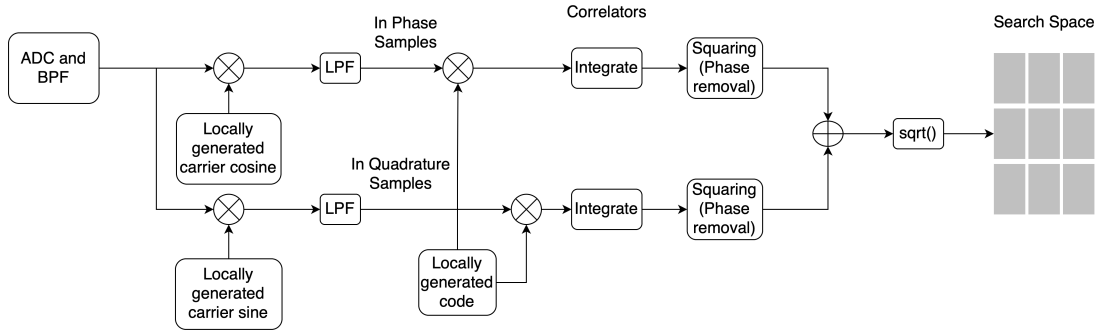 Correlators
In Phase
Samples
Search Space
ADC and
BPF
LPF
Integrate
Squaring
(Phase
removal)
Locally
generated
carrier cosine
sqrt()
In Quadrature
Samples
LPF
Integrate
Squaring
(Phase
removal)
Locally
generated
carrier sine
Locally
generated
code